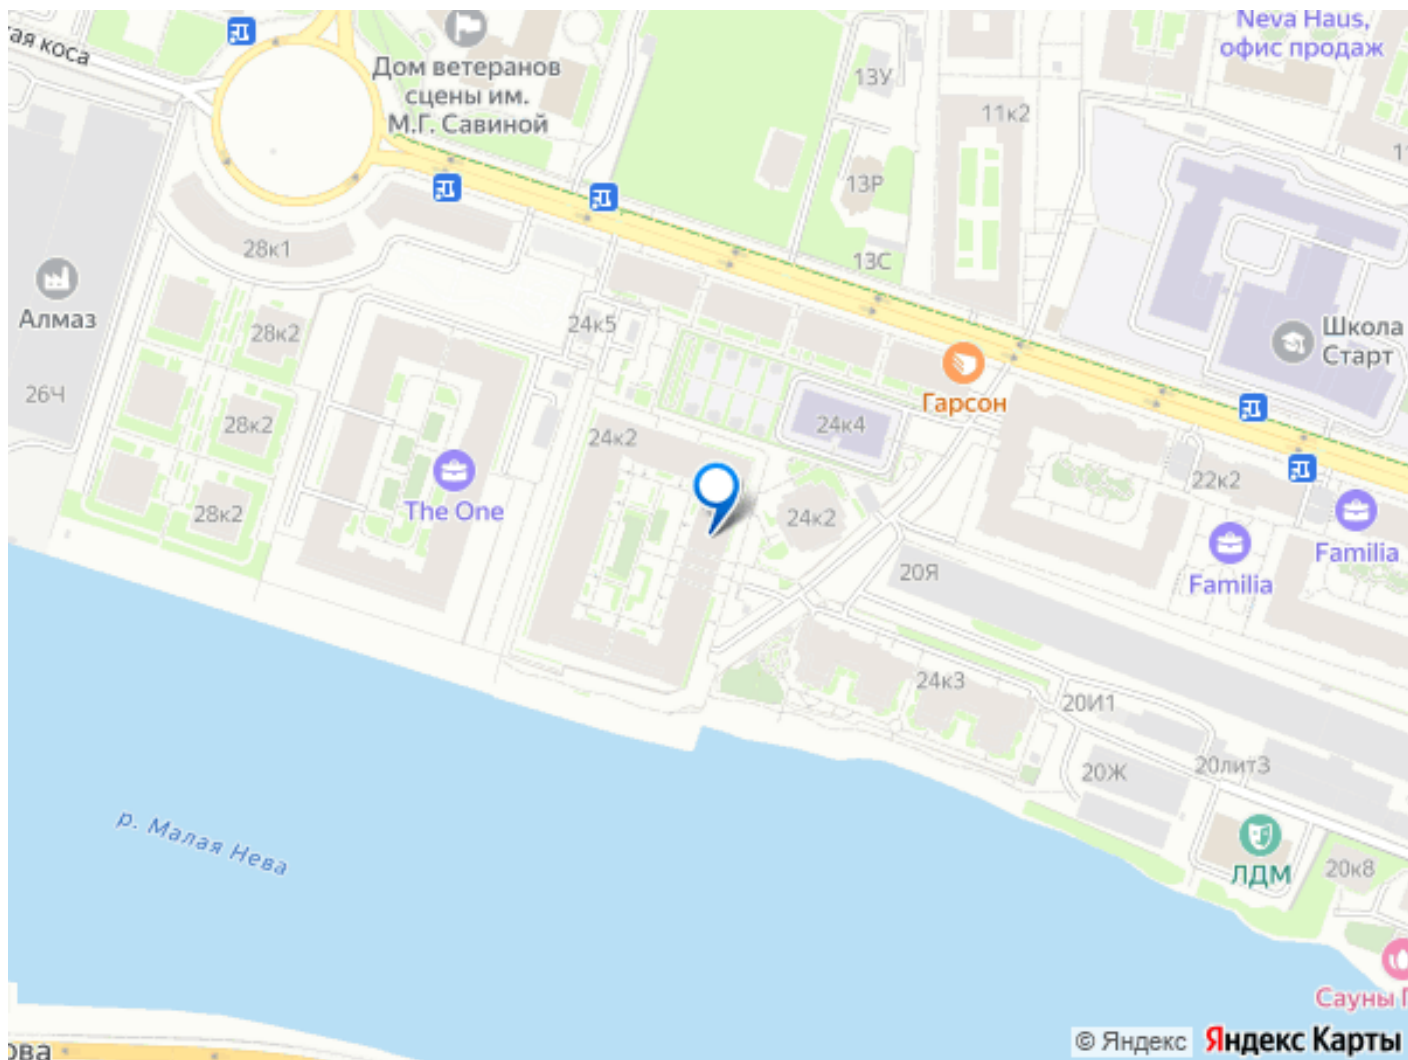 Neva Haus,
офис продаж
ая коса
Дом ветеранов
сцены им.
М.Г. Савиной
13У
11к2
11
13Р
28к1
13С
Алмаз
24к5
28к2
Школа
Старт
26Ч
Гарсон
28к2
24к2
24к4
The One
28к2
24к2
22к2
Familia
Familia
20Я
24к3
20И1
20Ж
20литЗ
р. Малая Нева
ЛДМ
20к8
Сауны
ова
© Яндекс
Яндекс Карты